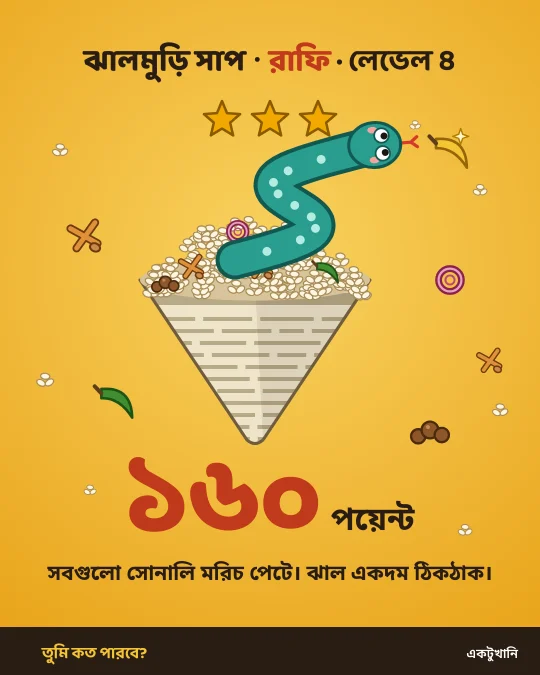 ঝালমুড়ি সাপ · রাফি · লেভেল ৪
১৬০ পয়েন্ট
সবগুলো সোনালি মরিচ পেটে। ঝাল একদম ঠিকঠাক।
তুমি কত পারবে?
একটুখানি